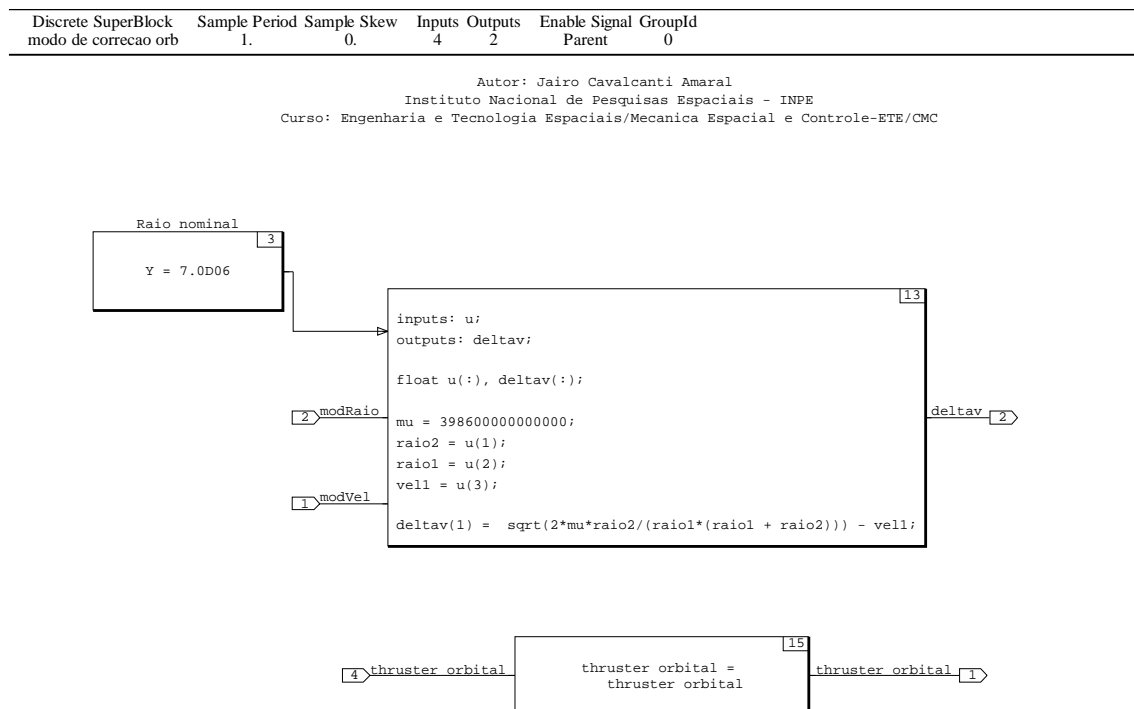 Discrete SuperBlock Sample Period Sample Skew Inputs Outputs Enable Signal GroupId
modo de correcao orb 1. 0. 4 2 Parent 0
Autor: Jairo Cavalcanti Amaral
Instituto Nacional de Pesquisas Espaciais - INPE
Curso: Engenharia e Tecnologia Espaciais/Mecanica Espacial e Controle-ETE/CMC
Raio nominal
3
Y = 7.0D06
13
inputs: u;
outputs: deltav;
float u(:), deltav(:);
2 modRaio
deltav 2
mu = 398600000000000;
raio2 = u(1);
raio1 = u(2);
vel1 = u(3);
1 modVel
deltav(1) = sqrt(2*mu*raio2/(raio1*(raio1 + raio2))) - vel1;
15
4 thruster orbital
thruster orbital =
thruster orbital
thruster orbital 1